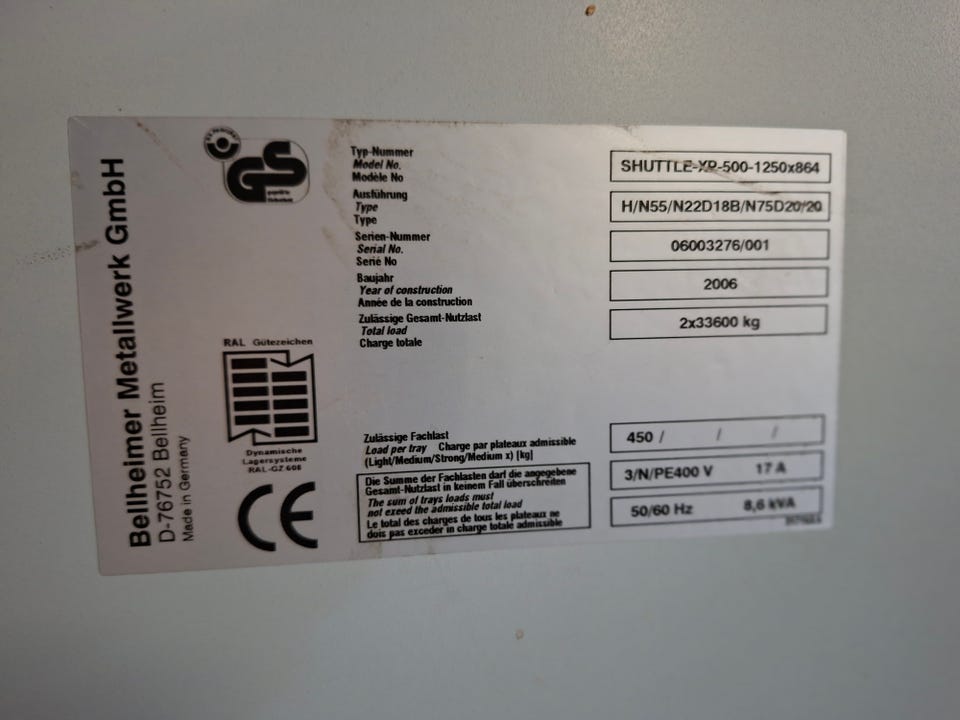 Bellheimer Metallwerk GmbH
D-76752 Bellheim
Made in Germany
GS
geprüfte
Sicherheit
Typ-Nummer
Model No.
Modèle No
SHUTTLE-XP-500-1250x864
Ausführung
Type
Type
H/N55/N22D18B/N75D20/20
Serien-Nummer
Serial No.
Serié No
06003276/001
Baujahr
Year of construction
Année de la construction
2006
Zulässige Gesamt-Nutzlast
Total load
Charge totale
2x33600 kg
RAL Gütezeichen
Dynamische
Lagersysteme
RAL-GZ 608
CE
Zulässige Fachlast
Load per tray Charge par plateaux admissible
(Light/Medium/Strong/Medium x) [kg]
450 / / /
Die Summe der Fachlasten darf die angegebene
Gesamt-Nutzlast in keinem Fall überschreiten
The sum of trays loads must
not exceed the admissible total load
Le total des charges de tous les plateaux ne
dois pas exceder in charge totale admissible
3/N/PE400 V 17 A
50/60 Hz 8,6 kVA